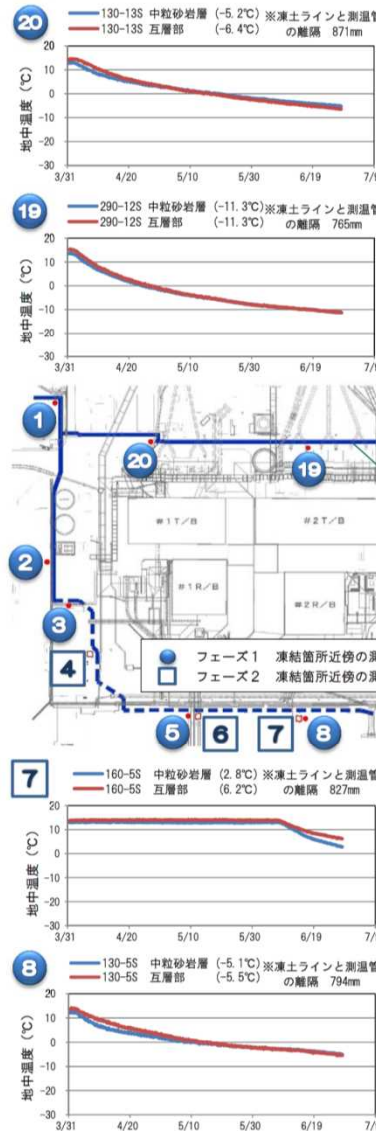 20
130-13S 中粒砂岩層 (-5.2℃)
130-13S 互層部 (-6.4℃)
※凍土ラインと測温管
の離隔 871mm
地中温度 (℃)
20
10
0
-10
-20
-30
3/31 4/20 5/10 5/30 6/19 7/9
19
290-12S 中粒砂岩層 (-11.3℃)
290-12S 互層部 (-11.3℃)
※凍土ラインと測温管
の離隔 765mm
地中温度 (℃)
20
10
0
-10
-20
-30
3/31 4/20 5/10 5/30 6/19 7/9
1
20
19
#1T/B
#2T/B
2
#1R/B
#2R/B
3
4
フェーズ1 凍結箇所近傍の測
フェーズ2 凍結箇所近傍の測
5
6
7
8
7
160-5S 中粒砂岩層 (2.8℃)
160-5S 互層部 (6.2℃)
※凍土ラインと測温管
の離隔 827mm
地中温度 (℃)
20
10
0
-10
-20
-30
3/31 4/20 5/10 5/30 6/19 7/9
8
130-5S 中粒砂岩層 (-5.1℃)
130-5S 互層部 (-5.5℃)
※凍土ラインと測温管
の離隔 794mm
地中温度 (℃)
20
10
0
-10
-20
-30
3/31 4/20 5/10 5/30 6/19 7/9